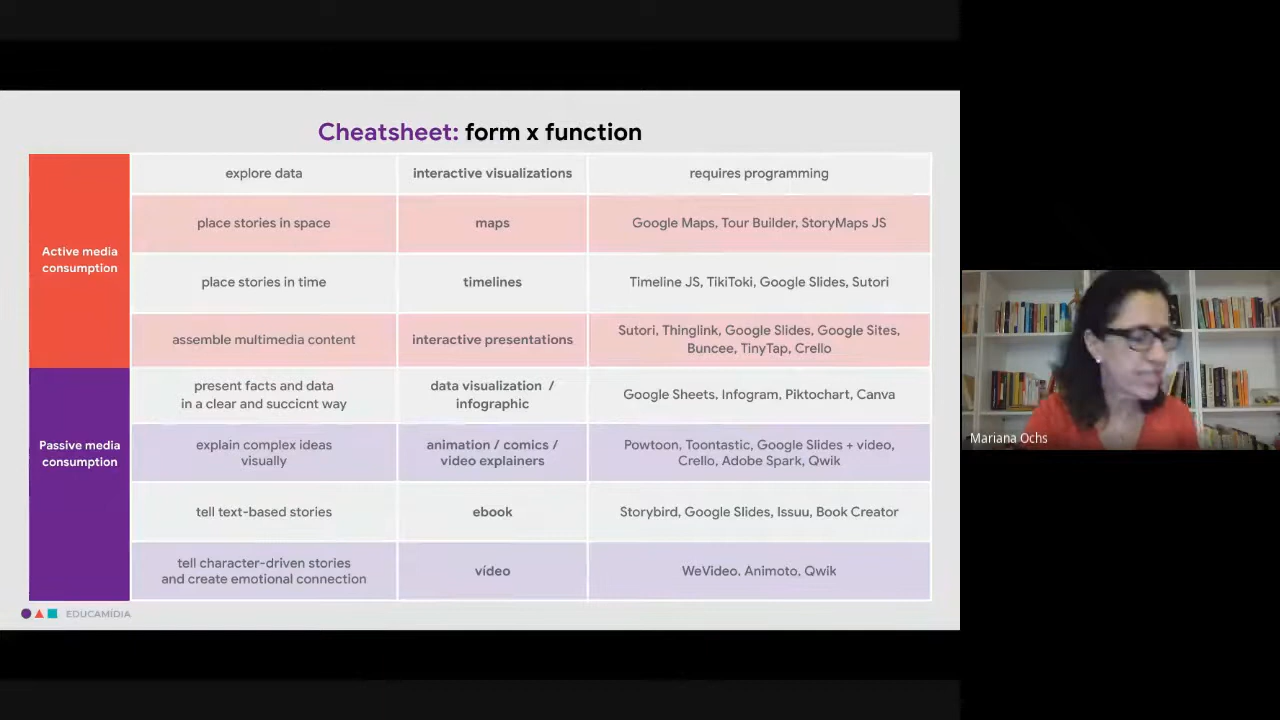 Cheatsheet: form x function
explore data
interactive visualizations
requires programming
Active media
consumption
place stories in space
maps
Google Maps, Tour Builder, StoryMaps JS
place stories in time
timelines
Timeline JS, TikiToki, Google Slides, Sutori
assemble multimedia content
interactive presentations
Sutori, Thinglink, Google Slides, Google Sites,
Buncee, TinyTap, Crello
Passive media
consumption
present facts and data
in a clear and succicnt way
data visualization /
infographic
Google Sheets, Infogram, Piktochart, Canva
explain complex ideas
visually
animation / comics /
video explainers
Powtoon, Toontastic, Google Slides + video,
Crello, Adobe Spark, Qwik
tell text-based stories
ebook
Storybird, Google Slides, Issuu, Book Creator
tell character-driven stories
and create emotional connection
vídeo
WeVideo, Animoto, Qwik
EDUCAMÍDIA
Mariana Ochs